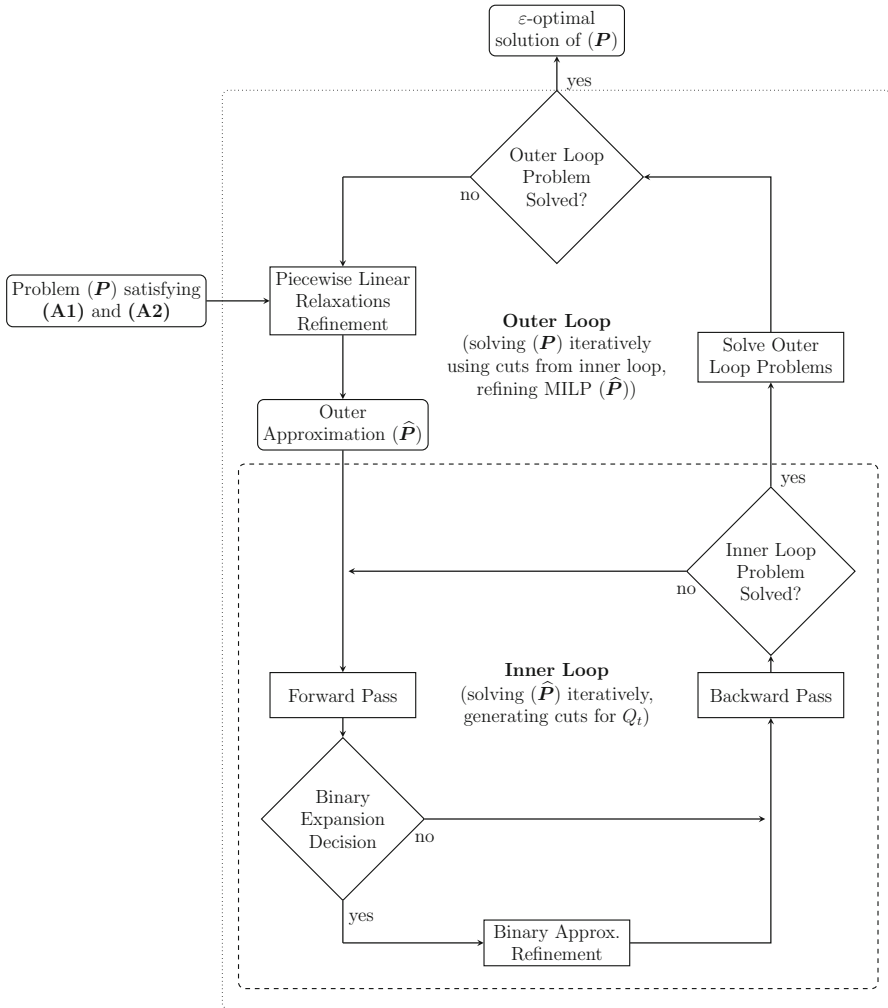 ε-optimal
solution of (P)
yes
Outer Loop
Problem
Solved?
no
Problem (P) satisfying
(A1) and (A2)
Piecewise Linear
Relaxations
Refinement
Outer Loop
(solving (P) iteratively
using cuts from inner loop,
refining MILP (P̂))
Solve Outer
Loop Problems
Outer
Approximation (P̂)
yes
Inner Loop
Problem
Solved?
no
Inner Loop
(solving (P̂) iteratively,
generating cuts for Qₜ)
Forward Pass
Backward Pass
Binary
Expansion
Decision
no
yes
Binary Approx.
Refinement